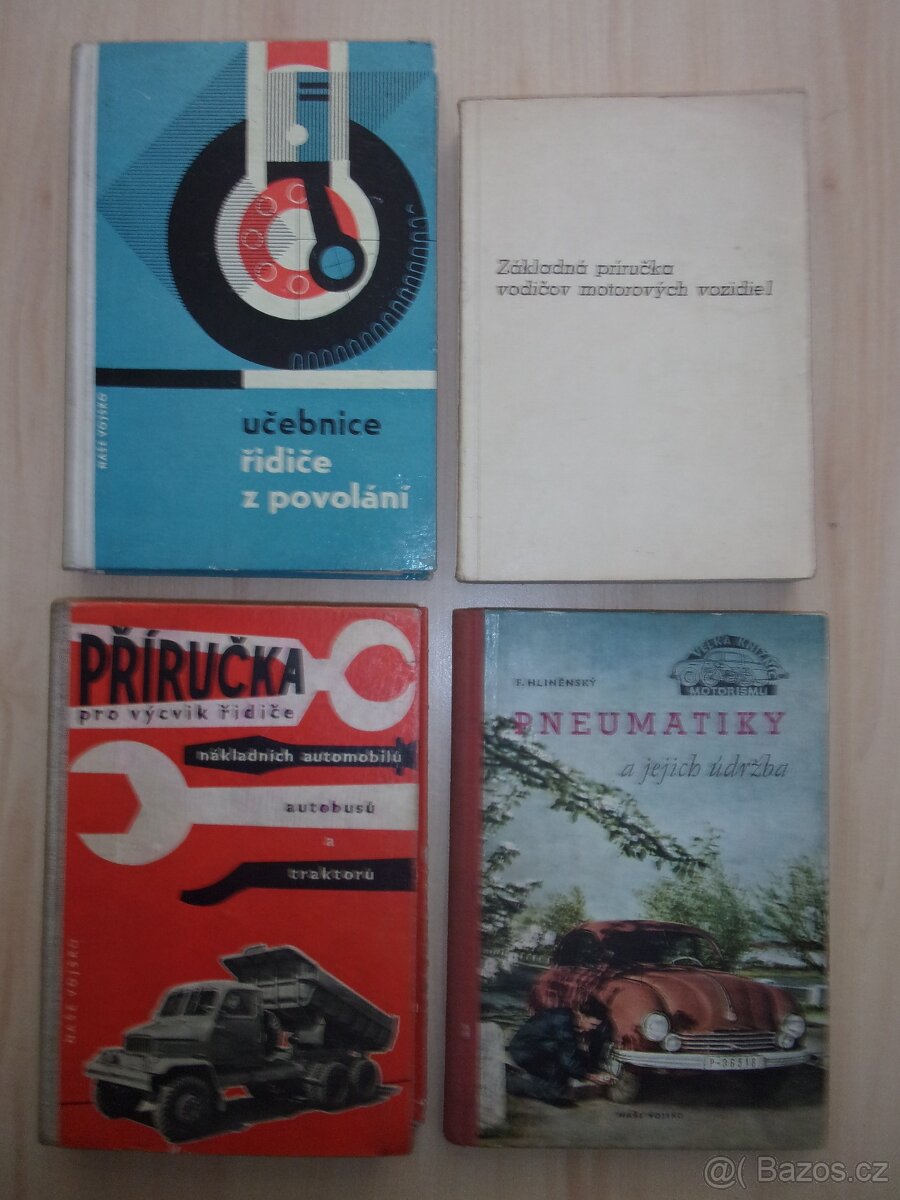 NAŠE VOJSKO
učebnice
řidiče
z povolání
Základná príručka
vodičov motorových vozidiel
PŘÍRUČKA
pro výcvik řidiče
nákladních automobilů
autobusů
a
traktorů
NAŠE VOJSKO
VELKÁ KNIŽNICE
MOTORISMU
F. HLINĚNSKÝ
PNEUMATIKY
a jejich údržba
P-36516
NAŠE VOJSKO
@( Bazos.cz